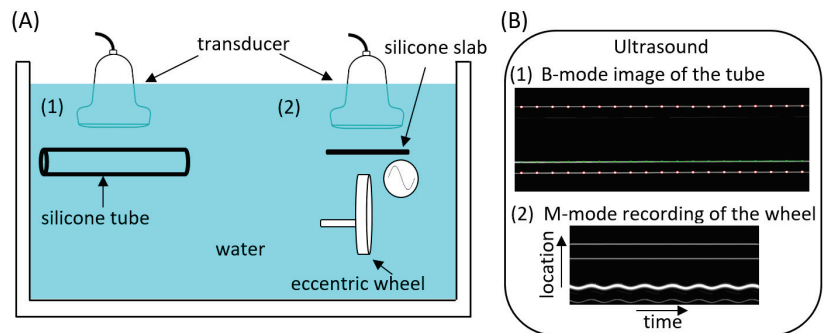 (A)
transducer
silicone slab
(1)
(2)
silicone tube
water
eccentric wheel
(B)
Ultrasound
(1) B-mode image of the tube
(2) M-mode recording of the wheel
location
time